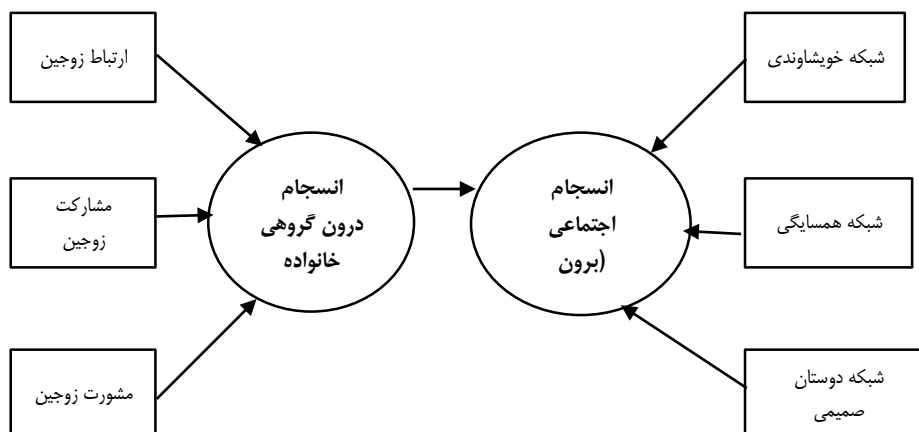 شبکه خویشاوندی
ارتباط زوجین
انسجام
اجتماعی
(برون
انسجام
درون گروهی
خانواده
شبکه همسایگی
مشارکت
زوجین
شبکه دوستان
صمیمی
مشورت زوجین